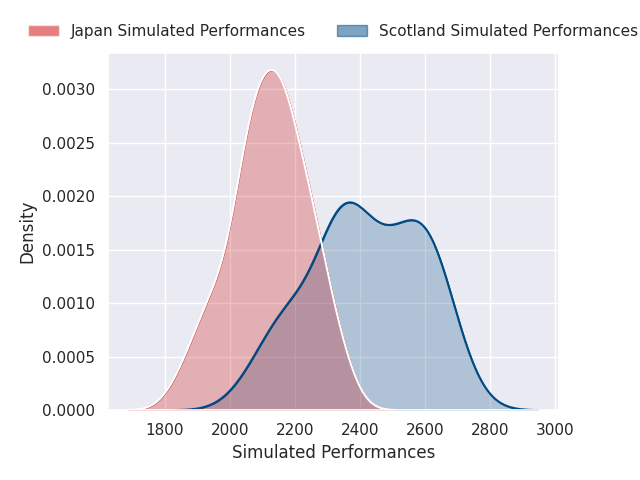 Japan Simulated Performances Scotland Simulated Performances
0.0030
0.0025
0.0020
0.0015
0.0010
0.0005
0.0000
Density
1800 2000 2200 2400 2600 2800 3000
Simulated Performances